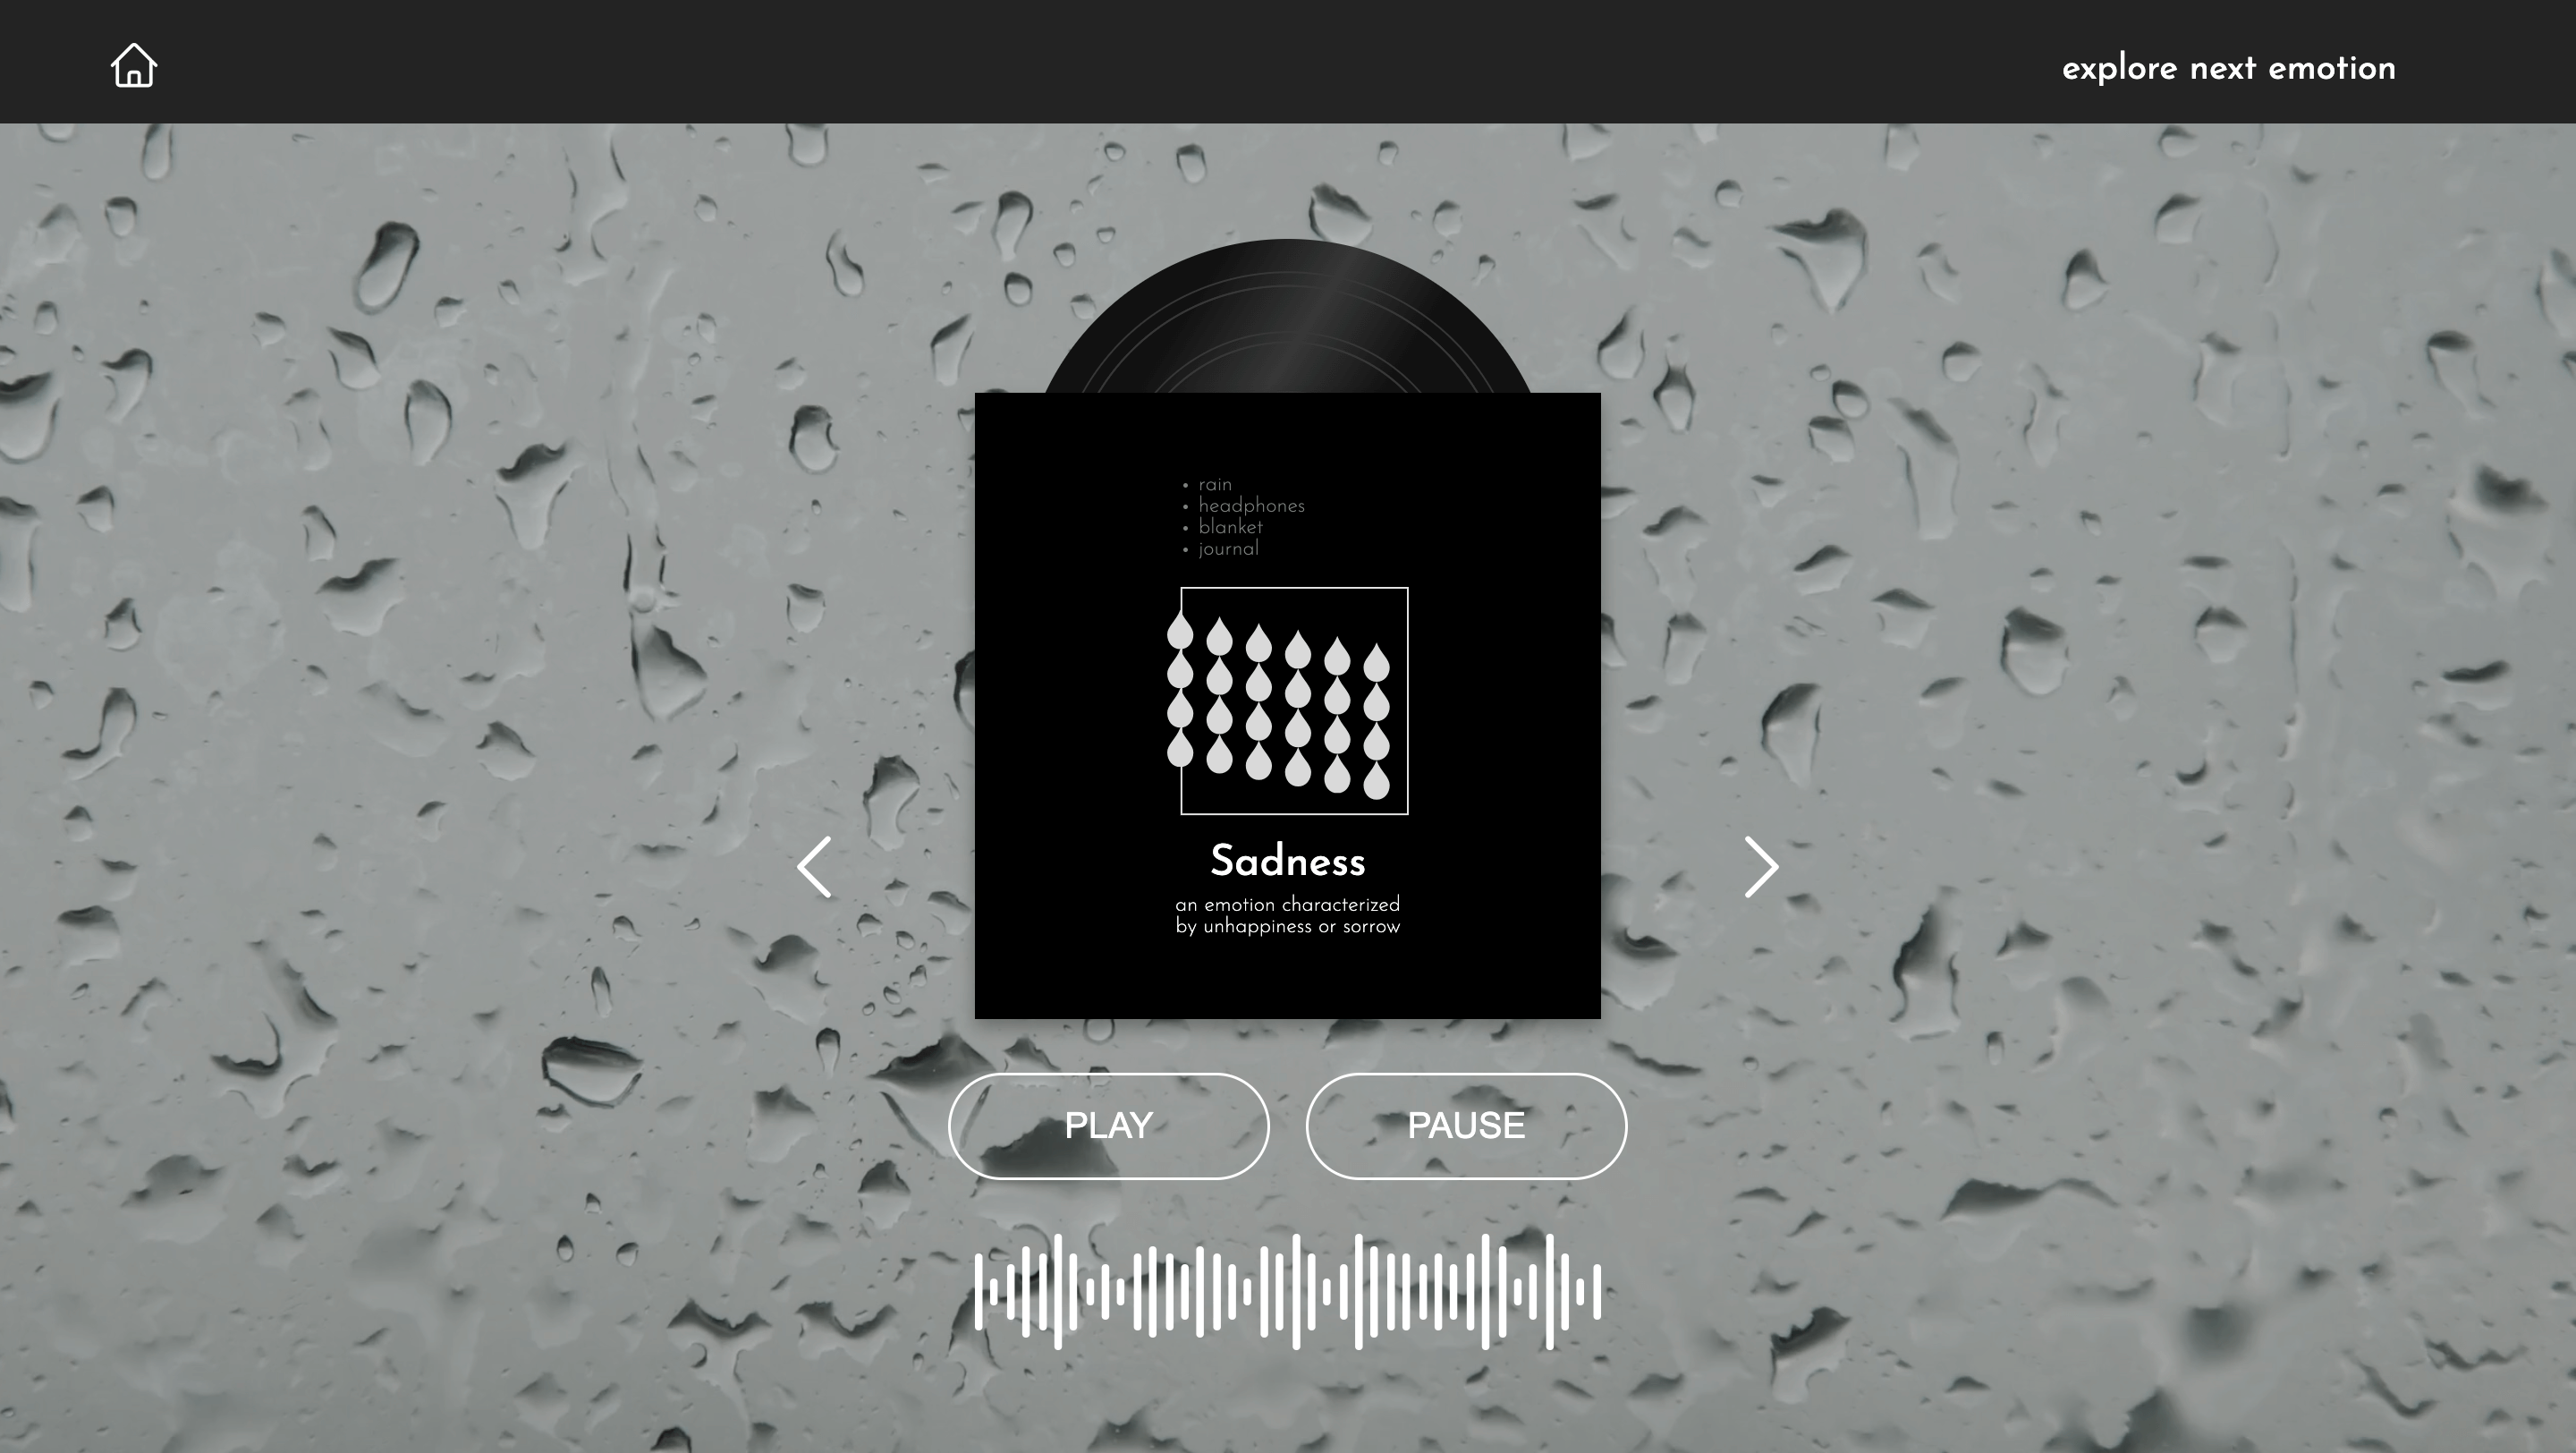 explore next emotion
• rain
• headphones
• blanket
• journal
Sadness
an emotion characterized
by unhappiness or sorrow
PLAY
PAUSE